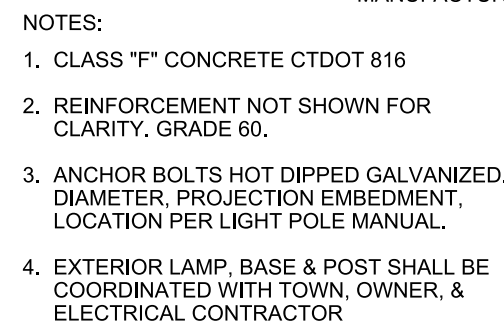 NOTES:
1. CLASS "F" CONCRETE CTDOT 816
2. REINFORCEMENT NOT SHOWN FOR
CLARITY. GRADE 60.
3. ANCHOR BOLTS HOT DIPPED GALVANIZED.
DIAMETER, PROJECTION EMBEDMENT,
LOCATION PER LIGHT POLE MANUAL.
4. EXTERIOR LAMP, BASE & POST SHALL BE
COORDINATED WITH TOWN, OWNER, &
ELECTRICAL CONTRACTOR